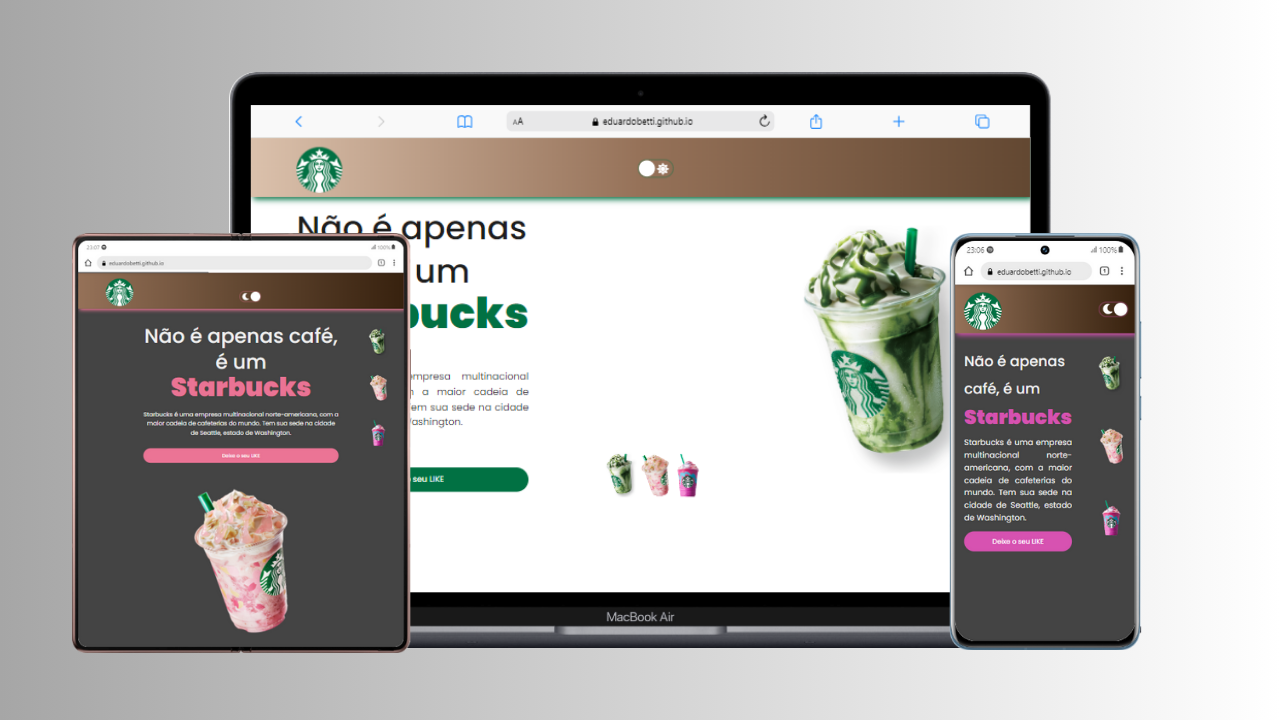 AA eduardobetti.github.io
Não é apenas
é um
bucks
empresa multinacional
a maior cadeia de
em sua sede na cidade
ashington.
seu LIKE
MacBook Air
23:07 100%
eduardobetti.github.io
Não é apenas café,
é um
Starbucks
Starbucks é uma empresa multinacional norte-americana, com a
maior cadeia de cafeterias do mundo. Tem sua sede na cidade
de Seattle, estado de Washington.
Deixe o seu LIKE
23:06 100%
eduardobetti.github.io 1
Não é apenas
café, é um
Starbucks
Starbucks é uma empresa
multinacional norte-
americana, com a maior
cadeia de cafeterias do
mundo. Tem sua sede na
cidade de Seattle, estado
de Washington.
Deixe o seu LIKE